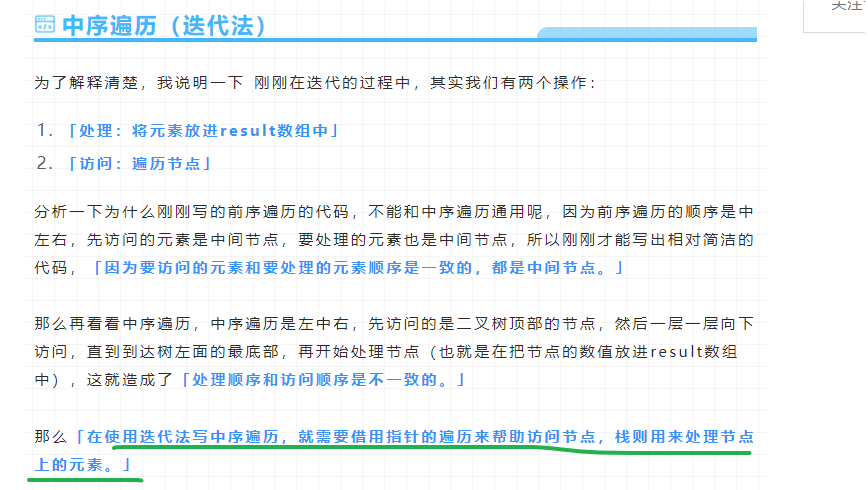 关注
中序遍历（迭代法）
为了解释清楚，我说明一下 刚刚在迭代的过程中，其实我们有两个操作：
1. 「处理：将元素放进result数组中」
2. 「访问：遍历节点」
分析一下为什么刚刚写的前序遍历的代码，不能和中序遍历通用呢，因为前序遍历的顺序是中
左右，先访问的元素是中间节点，要处理的元素也是中间节点，所以刚刚才能写出相对简洁的
代码，「因为要访问的元素和要处理的元素顺序是一致的，都是中间节点。」
那么再看看中序遍历，中序遍历是左中右，先访问的是二叉树顶部的节点，然后一层一层向下
访问，直到到达树左面的最底部，再开始处理节点（也就是在把节点的数值放进result数组
中），这就造成了「处理顺序和访问顺序是不一致的。」
那么「在使用迭代法写中序遍历，就需要借用指针的遍历来帮助访问节点，栈则用来处理节点
上的元素。」